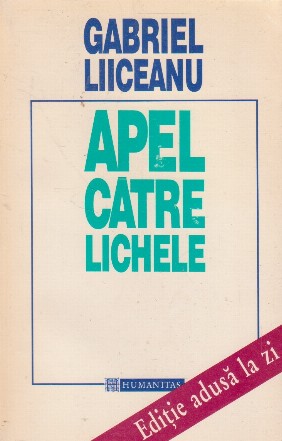 GABRIEL
LIICEANU
APEL
CĂTRE
LICHELE
HUMANITAS
Ediție adusă la zi